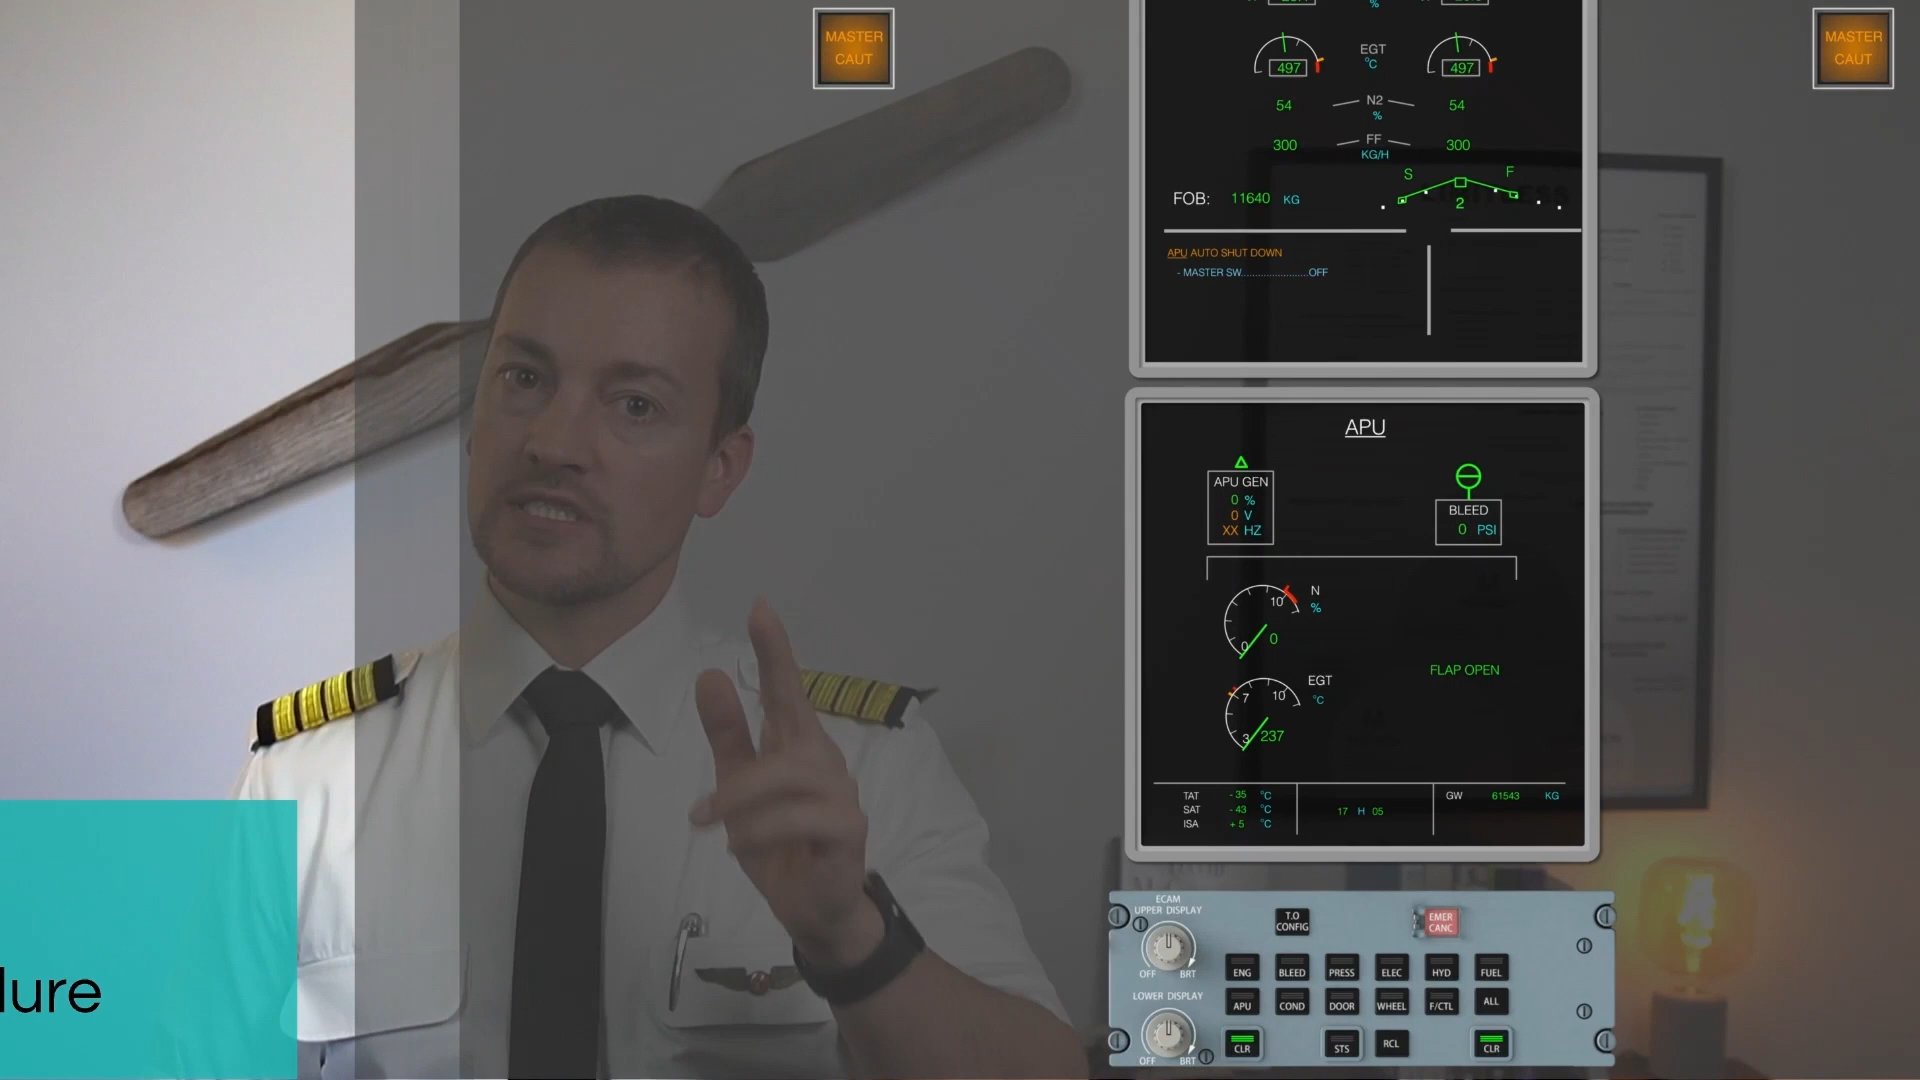 MASTER
CAUT
MASTER
CAUT
%
497
EGT
°C
497
54
N2
%
54
300
FF
KG/H
300
S
F
2
FOB:
11640 KG
APU AUTO SHUT DOWN
- MASTER SW.......................OFF
APU
APU GEN
0 %
0 V
XX HZ
BLEED
0 PSI
10
N
%
0
0
FLAP OPEN
7
10
EGT
°C
3
237
TAT
- 35 °C
SAT
- 43 °C
ISA
+ 5 °C
17 H 05
GW
61543 KG
ECAM
UPPER DISPLAY
OFF
BRT
T.O
CONFIG
EMER
CANC
ENG
BLEED
PRESS
ELEC
HYD
FUEL
LOWER DISPLAY
OFF
BRT
APU
COND
DOOR
WHEEL
F/CTL
ALL
CLR
STS
RCL
CLR
lure